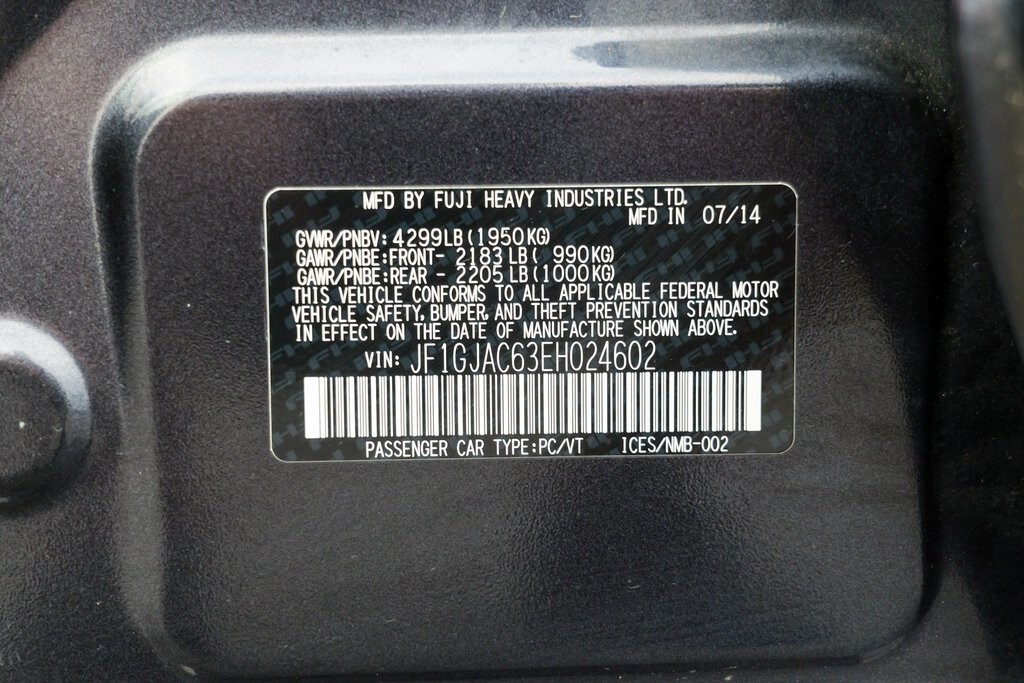 MFD BY FUJI HEAVY INDUSTRIES LTD.
MFD IN 07/14
GVWR/PNBV: 4299LB(1950KG)
GAWR/PNBE:FRONT- 2183LB( 990KG)
GAWR/PNBE:REAR - 2205LB(1000KG)
THIS VEHICLE CONFORMS TO ALL APPLICABLE FEDERAL MOTOR
VEHICLE SAFETY, BUMPER, AND THEFT PREVENTION STANDARDS
IN EFFECT ON THE DATE OF MANUFACTURE SHOWN ABOVE.
VIN: JF1GJAC63EH024602
PASSENGER CAR TYPE:PC/VT ICES/NMB-002